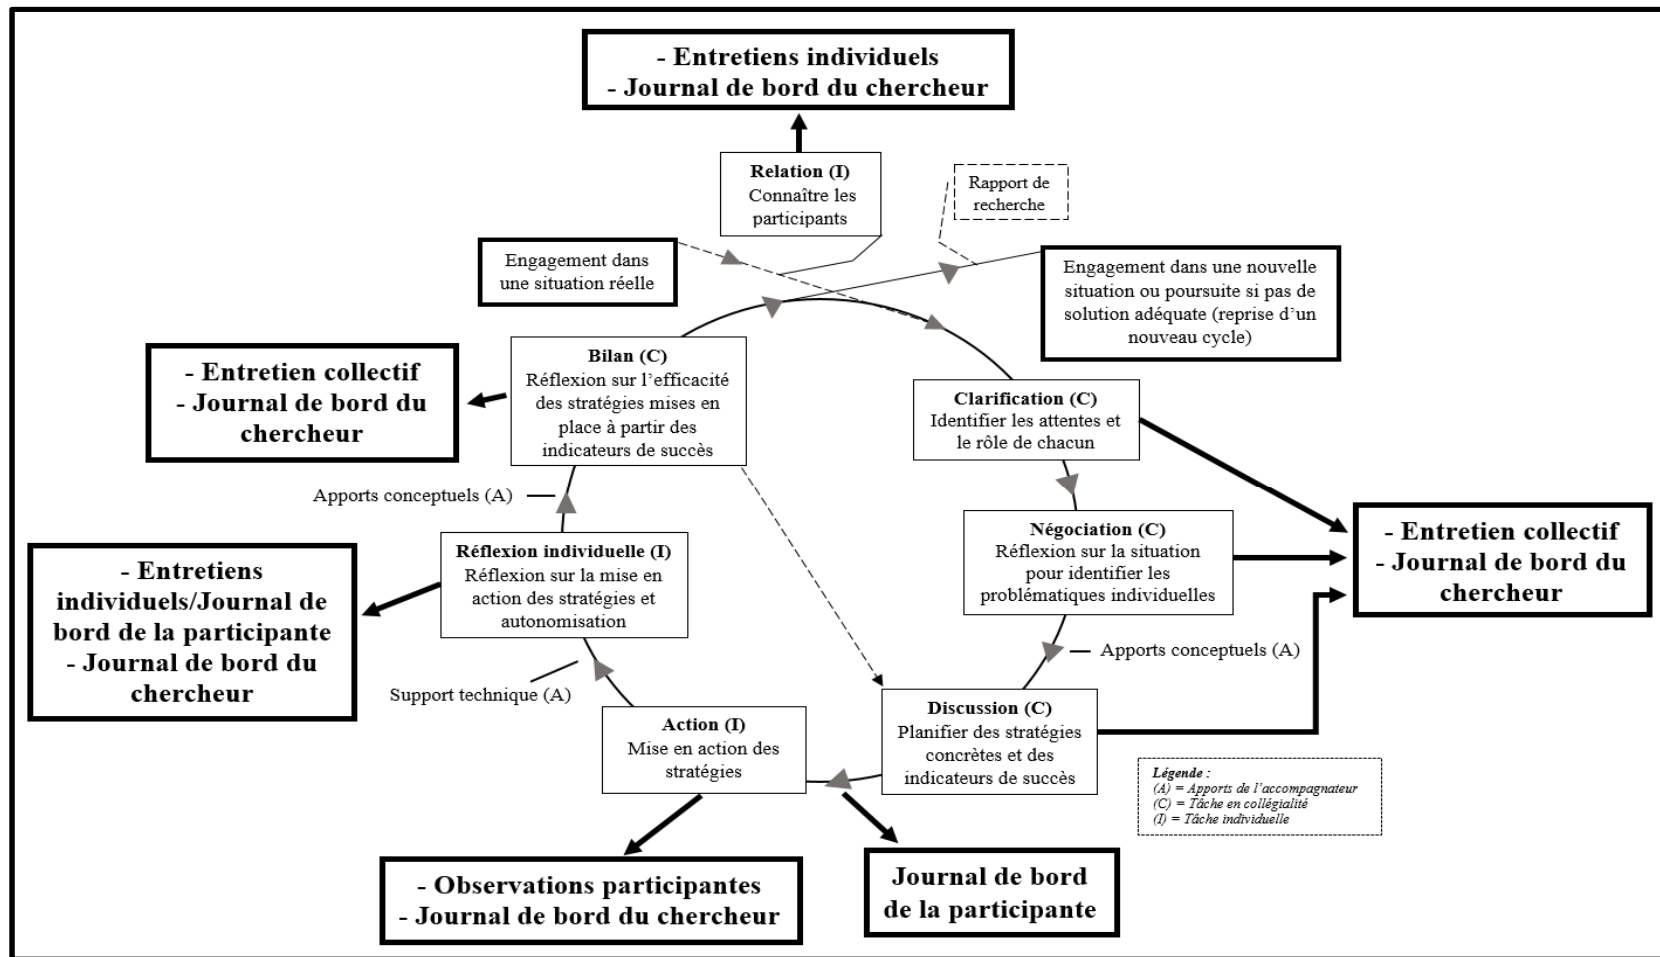 - Entretiens individuels
- Journal de bord du chercheur
Relation (I)
Connaître les
participants
Rapport de
recherche
Engagement dans
une situation réelle
Engagement dans une nouvelle
situation ou poursuite si pas de
solution adéquate (reprise d’un
nouveau cycle)
Bilan (C)
Réflexion sur l’efficacité
des stratégies mises en
place à partir des
indicateurs de succès
- Entretien collectif
- Journal de bord du
chercheur
Clarification (C)
Identifier les attentes et
le rôle de chacun
Apports conceptuels (A)
Négociation (C)
Réflexion sur la situation
pour identifier les
problématiques individuelles
- Entretien collectif
- Journal de bord du
chercheur
Réflexion individuelle (I)
Réflexion sur la mise en
action des stratégies et
autonomisation
- Entretiens
individuels/Journal de
bord de la participante
- Journal de bord du
chercheur
Apports conceptuels (A)
Support technique (A)
Action (I)
Mise en action des
stratégies
Discussion (C)
Planifier des stratégies
concrètes et des
indicateurs de succès
Légende :
(A) = Apports de l’accompagnateur
(C) = Tâche en collégialité
(I) = Tâche individuelle
- Observations participantes
- Journal de bord du chercheur
Journal de bord
de la participante